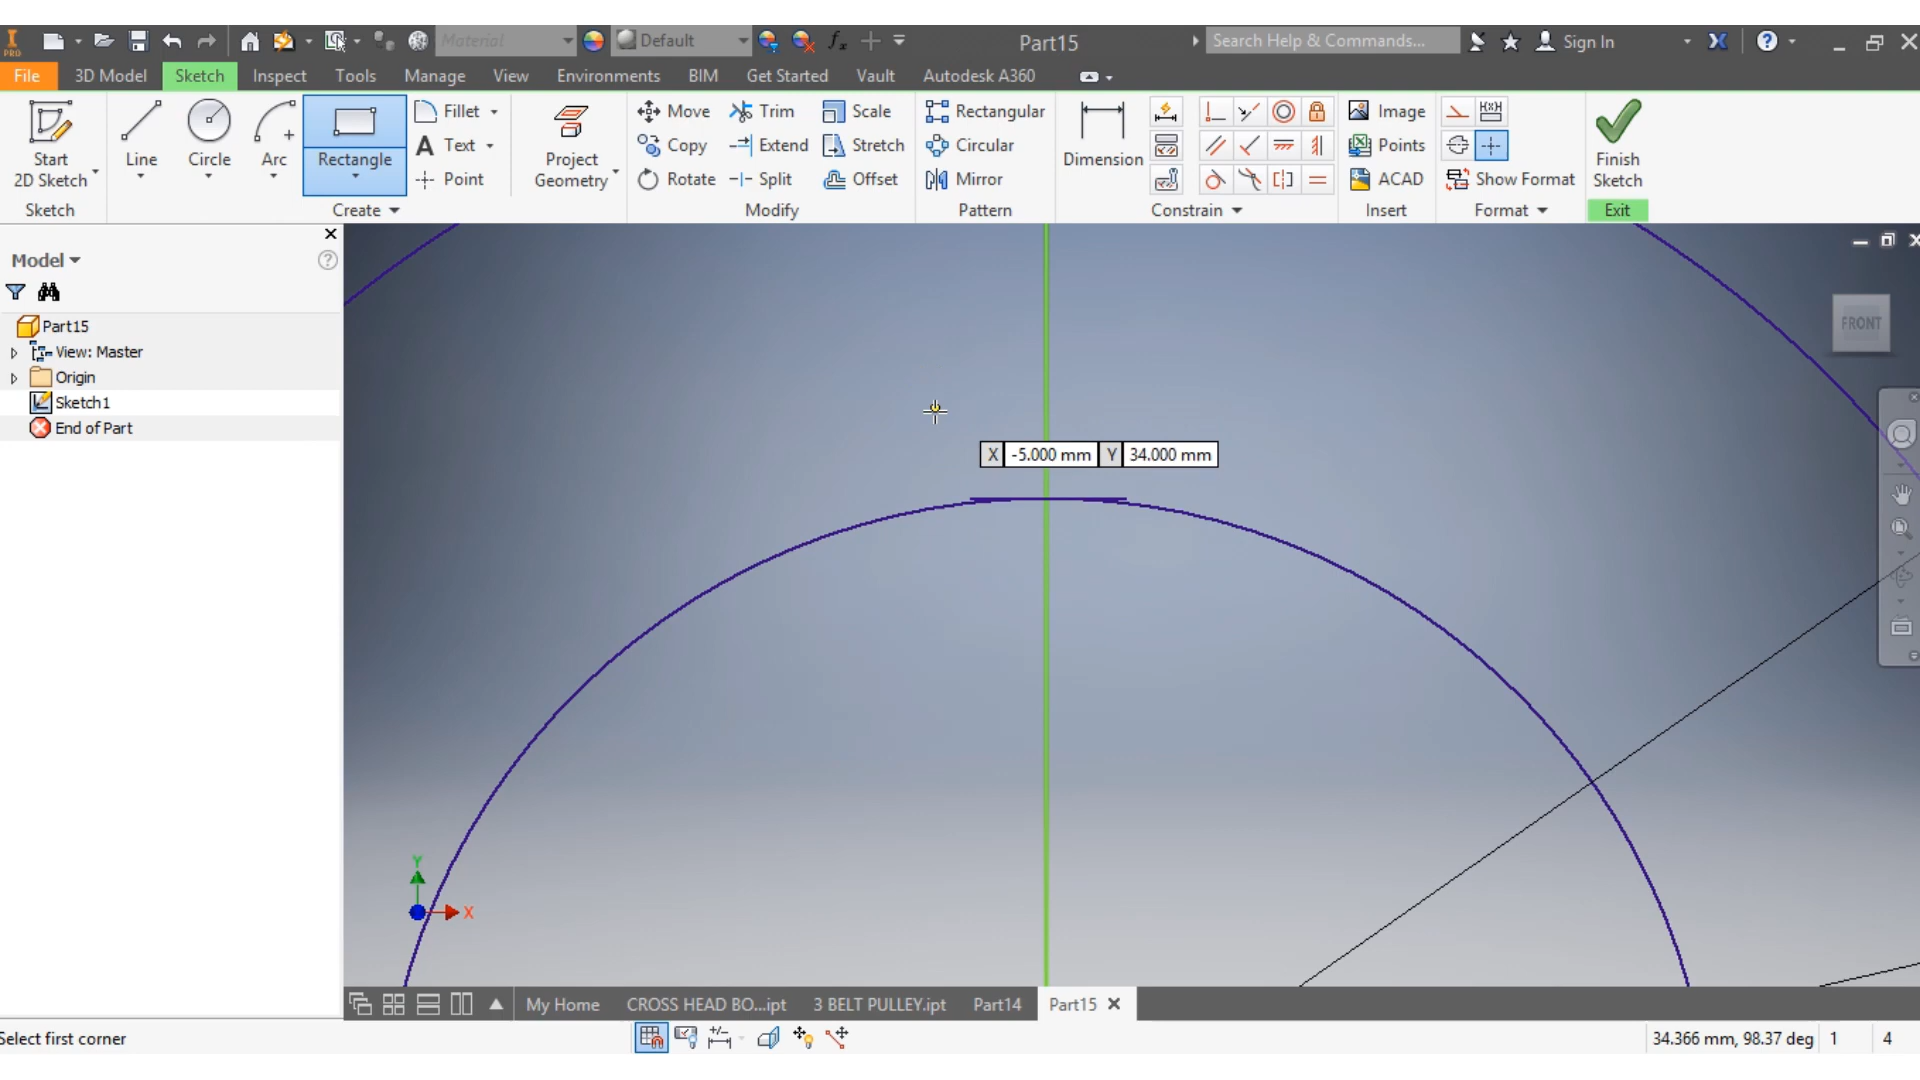 PRO
Material
Default
Part15
Search Help & Commands...
Sign In
File
3D Model
Sketch
Inspect
Tools
Manage
View
Environments
BIM
Get Started
Vault
Autodesk A360
Start
2D Sketch
Line
Circle
Arc
Rectangle
Fillet
Text
Point
Project
Geometry
Move
Copy
Rotate
Trim
Extend
Split
Scale
Stretch
Offset
Rectangular
Circular
Mirror
Dimension
Image
Points
ACAD
Show Format
Finish
Sketch
Sketch
Create
Modify
Pattern
Constrain
Insert
Format
Exit
Model
Part15
View: Master
Origin
Sketch1
End of Part
FRONT
X -5.000 mm Y 34.000 mm
Y
X
My Home
CROSS HEAD BO...ipt
3 BELT PULLEY.ipt
Part14
Part15
Select first corner
34.366 mm, 98.37 deg 1 4